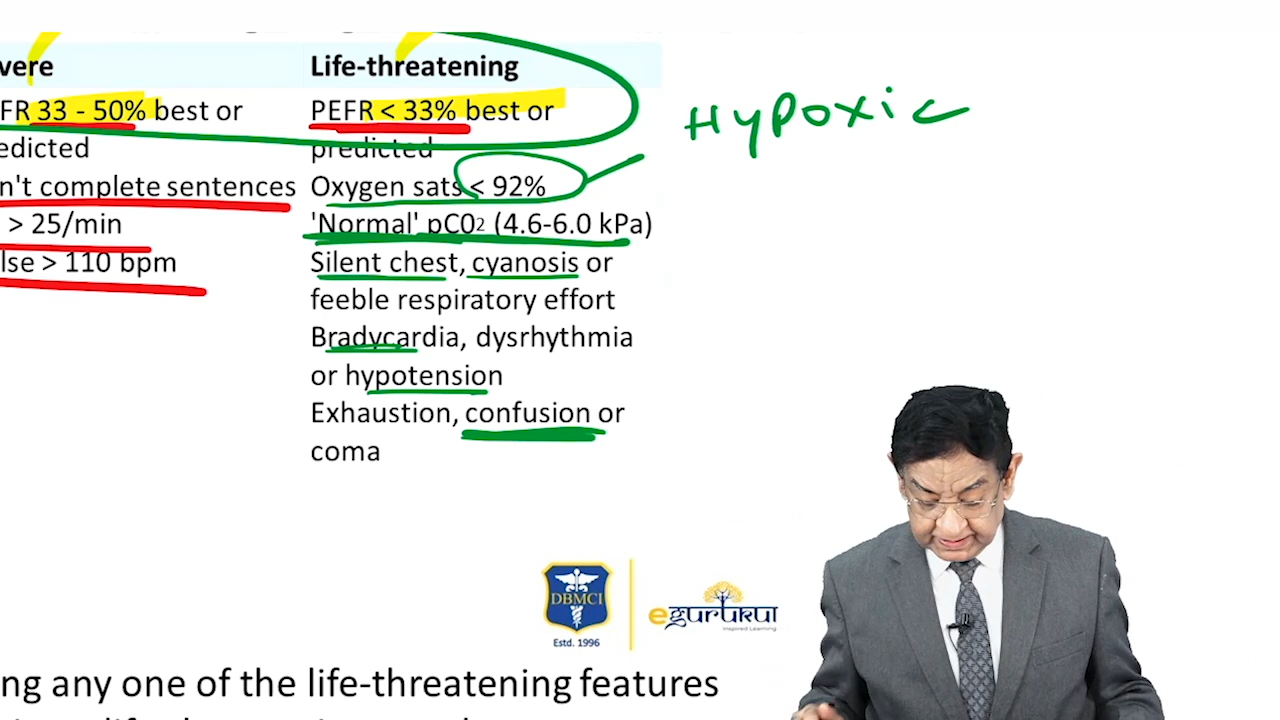 vere
FR 33 - 50% best or
edicted
n't complete sentences
> 25/min
lse > 110 bpm
Life-threatening
PEFR < 33% best or
predicted
Oxygen sats < 92%
'Normal' pC02 (4.6-6.0 kPa)
Silent chest, cyanosis or
feeble respiratory effort
Bradycardia, dysrhythmia
or hypotension
Exhaustion, confusion or
coma
Hypoxic
DBMCI
Estd. 1996
egurukul
Inspired Learning
ng any one of the life-threatening features